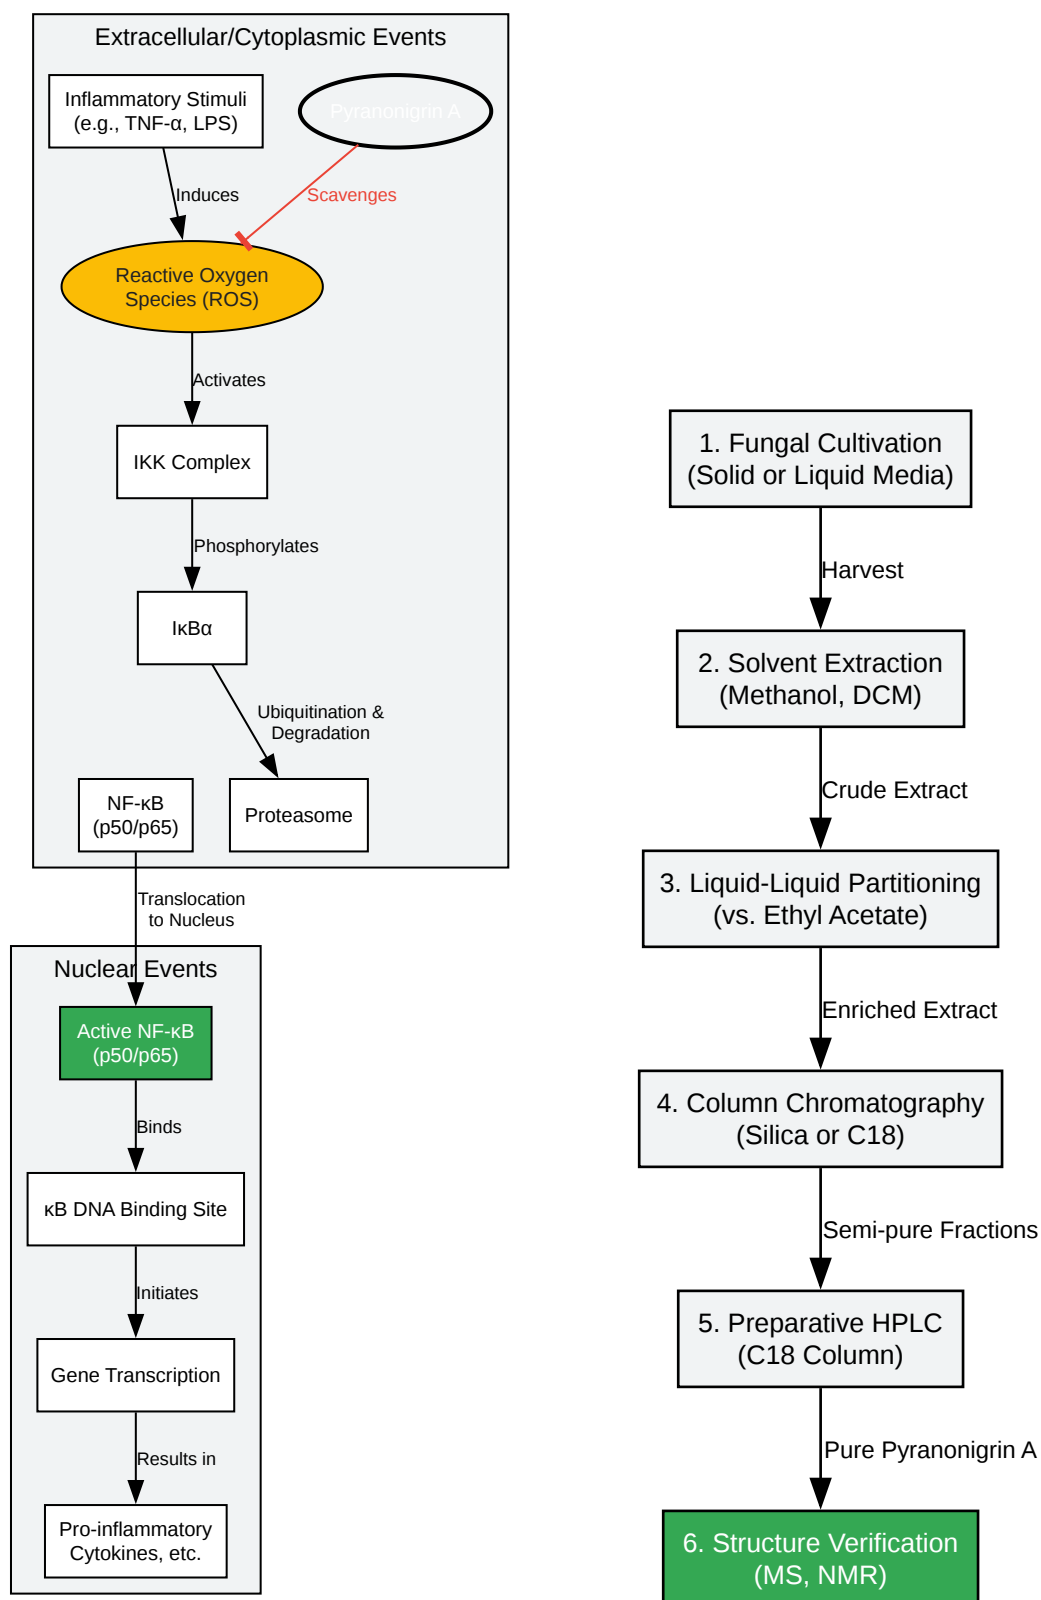 Extracellular/Cytoplasmic Events
Inflammatory Stimuli
(e.g., TNF-α, LPS)
Pyranonigrin A
Induces
Scavenges
Reactive Oxygen
Species (ROS)
Activates
IKK Complex
Phosphorylates
IκBα
Ubiquitination &
Degradation
NF-κB
(p50/p65)
Proteasome
Translocation
to Nucleus
Nuclear Events
Active NF-κB
(p50/p65)
Binds
κB DNA Binding Site
Initiates
Gene Transcription
Results in
Pro-inflammatory
Cytokines, etc.
1. Fungal Cultivation
(Solid or Liquid Media)
Harvest
2. Solvent Extraction
(Methanol, DCM)
Crude Extract
3. Liquid-Liquid Partitioning
(vs. Ethyl Acetate)
Enriched Extract
4. Column Chromatography
(Silica or C18)
Semi-pure Fractions
5. Preparative HPLC
(C18 Column)
Pure Pyranonigrin A
6. Structure Verification
(MS, NMR)